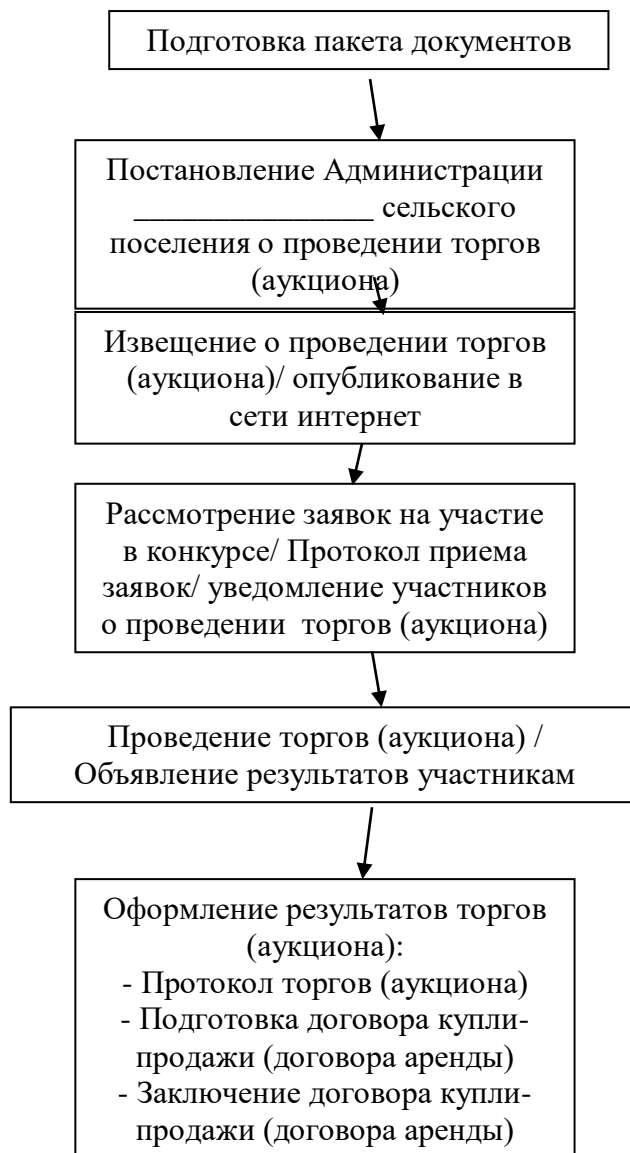 Подготовка пакета документов
Постановление Администрации
_______________ сельского
поселения о проведении торгов
(аукциона)
Извещение о проведении торгов
(аукциона)/ опубликование в
сети интернет
Рассмотрение заявок на участие
в конкурсе/ Протокол приема
заявок/ уведомление участников
о проведении  торгов (аукциона)
Проведение торгов (аукциона) /
Объявление результатов участникам
Оформление результатов торгов
(аукциона):
- Протокол торгов (аукциона)
- Подготовка договора купли-
продажи (договора аренды)
- Заключение договора купли-
продажи (договора аренды)